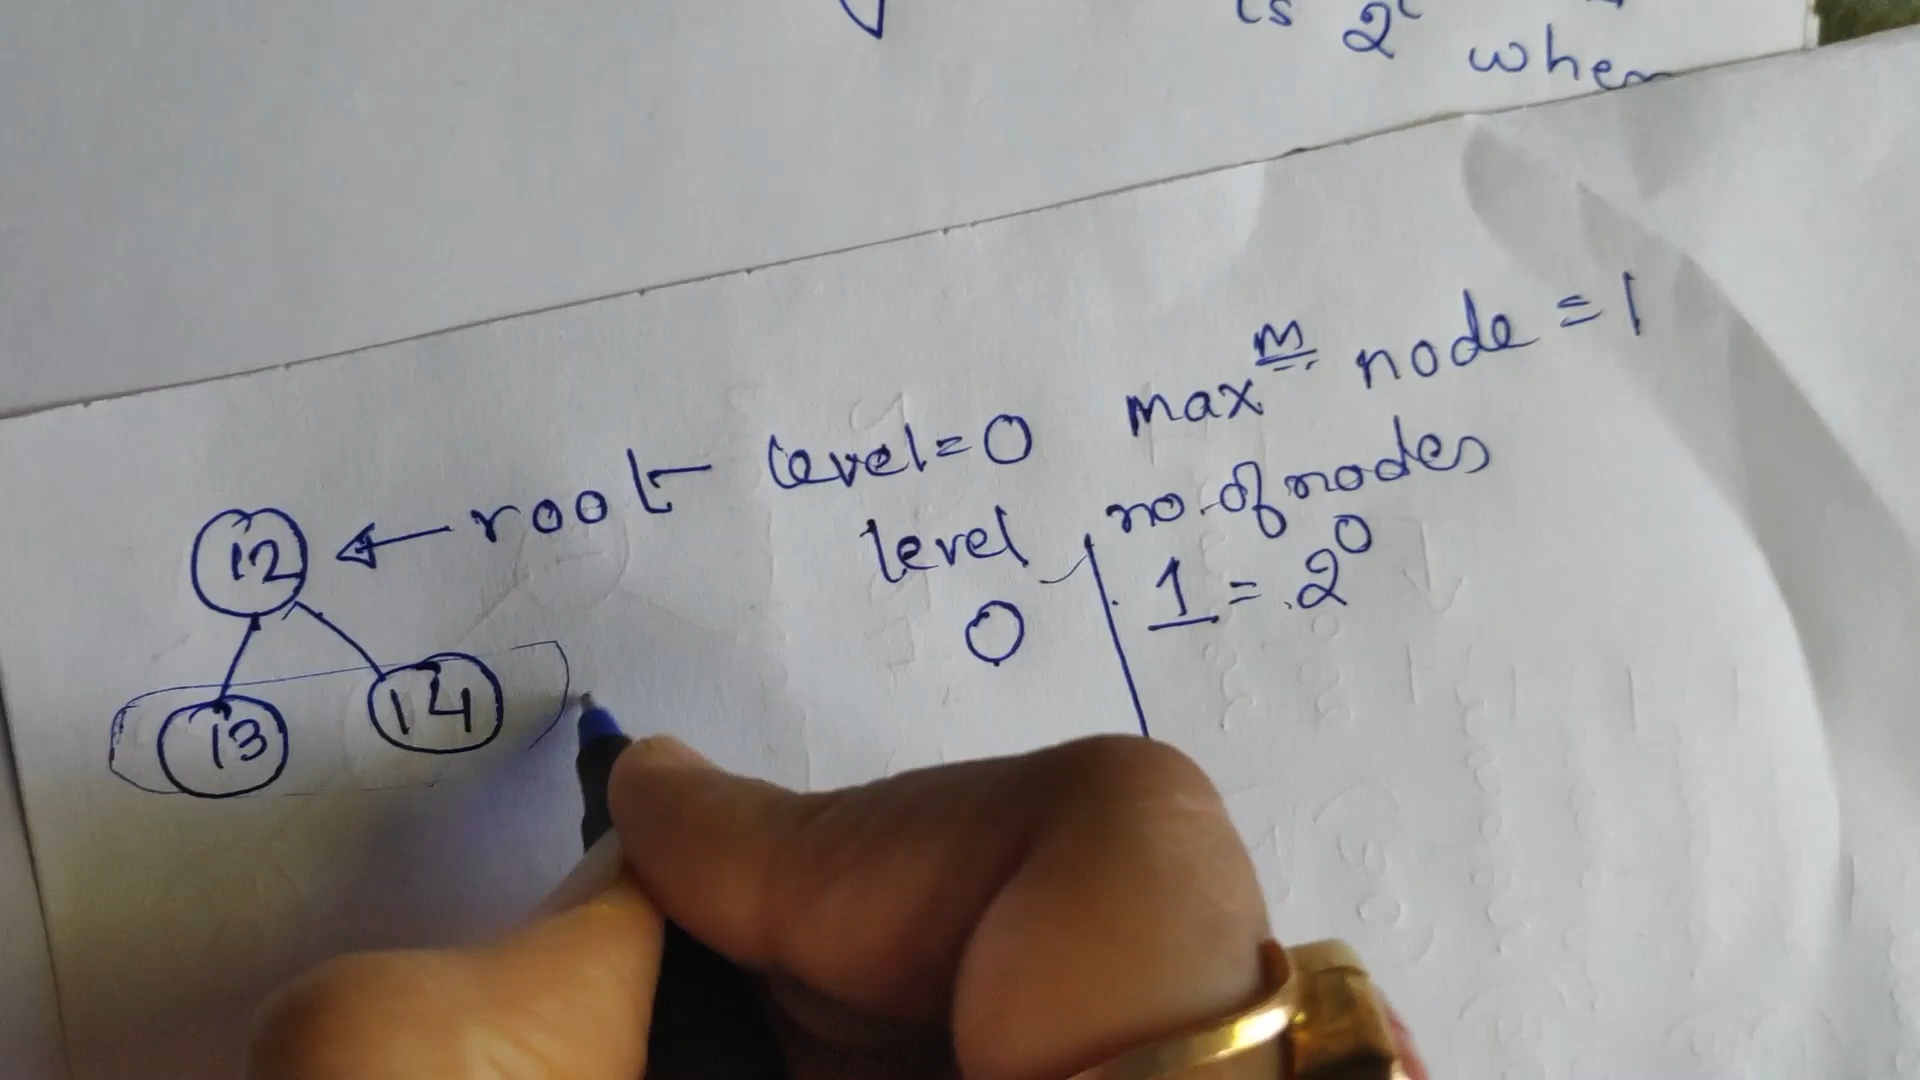 is 2^i
when
max^m node = 1
root level=0
level no. of nodes
0 1 = 2^0
12
13 14